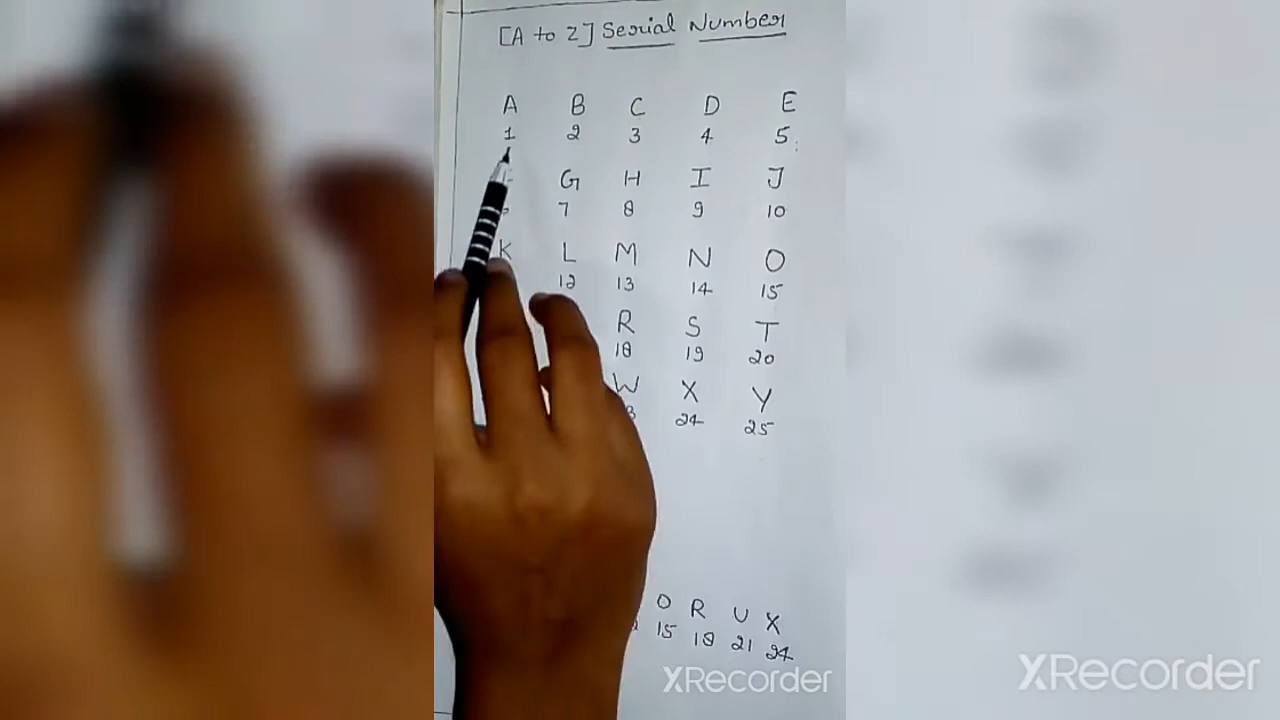 [A to Z] Serial Number
A B C D E
1 2 3 4 5
G H I J
7 8 9 10
K L M N O
12 13 14 15
R S T
18 19 20
W X Y
24 25
O R U X
15 18 21 24
XRecorder
XRecorder